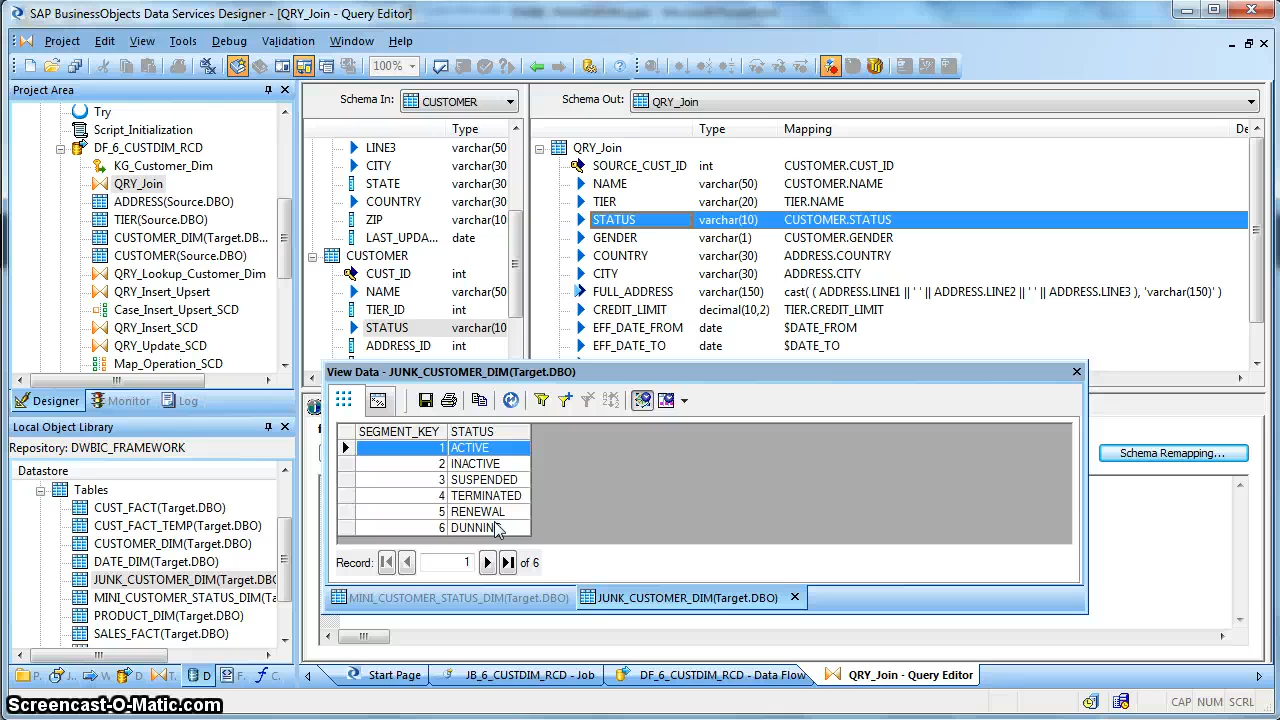 SAP BusinessObjects Data Services Designer - [QRY_Join - Query Editor]
Project Edit View Tools Debug Validation Window Help
100%
Project Area
Try
Script_Initialization
DF_6_CUSTDIM_RCD
KG_Customer_Dim
QRY_Join
ADDRESS(Source.DBO)
TIER(Source.DBO)
CUSTOMER_DIM(Target.DB...
CUSTOMER(Source.DBO)
QRY_Lookup_Customer_Dim
QRY_Insert_Upsert
Case_Insert_Upsert_SCD
QRY_Insert_SCD
QRY_Update_SCD
Map_Operation_SCD
Designer Monitor Log
Local Object Library
Repository: DWBIC_FRAMEWORK
Datastore
Tables
CUST_FACT(Target.DBO)
CUST_FACT_TEMP(Target.DBO)
CUSTOMER_DIM(Target.DBO)
DATE_DIM(Target.DBO)
JUNK_CUSTOMER_DIM(Target.DBO
MINI_CUSTOMER_STATUS_DIM(Ta
PRODUCT_DIM(Target.DBO)
SALES_FACT(Target.DBO)
P. J. W. D. T. D F. C.
Schema In: CUSTOMER
Type
LINE3 varchar(50
CITY varchar(30
STATE varchar(30
COUNTRY varchar(30
ZIP varchar(10
LAST_UPDA... date
CUSTOMER
CUST_ID int
NAME varchar(50
TIER_ID int
STATUS varchar(10
ADDRESS_ID int
Schema Out: QRY_Join
Type Mapping De
QRY_Join
SOURCE_CUST_ID int CUSTOMER.CUST_ID
NAME varchar(50) CUSTOMER.NAME
TIER varchar(20) TIER.NAME
STATUS varchar(10) CUSTOMER.STATUS
GENDER varchar(1) CUSTOMER.GENDER
COUNTRY varchar(30) ADDRESS.COUNTRY
CITY varchar(30) ADDRESS.CITY
FULL_ADDRESS varchar(150) cast( ( ADDRESS.LINE1 || ' ' || ADDRESS.LINE2 || ' ' || ADDRESS.LINE3 ), 'varchar(150)' )
CREDIT_LIMIT decimal(10,2) TIER.CREDIT_LIMIT
EFF_DATE_FROM date $DATE_FROM
EFF_DATE_TO date $DATE_TO
View Data - JUNK_CUSTOMER_DIM(Target.DBO)
SEGMENT_KEY STATUS
1 ACTIVE
2 INACTIVE
3 SUSPENDED
4 TERMINATED
5 RENEWAL
6 DUNNING
Record: 1 of 6
MINI_CUSTOMER_STATUS_DIM(Target.DBO) JUNK_CUSTOMER_DIM(Target.DBO)
Schema Remapping...
Start Page JB_6_CUSTDIM_RCD - Job DF_6_CUSTDIM_RCD - Data Flow QRY_Join - Query Editor
CAP NUM SCRL
Screencast-O-Matic.com